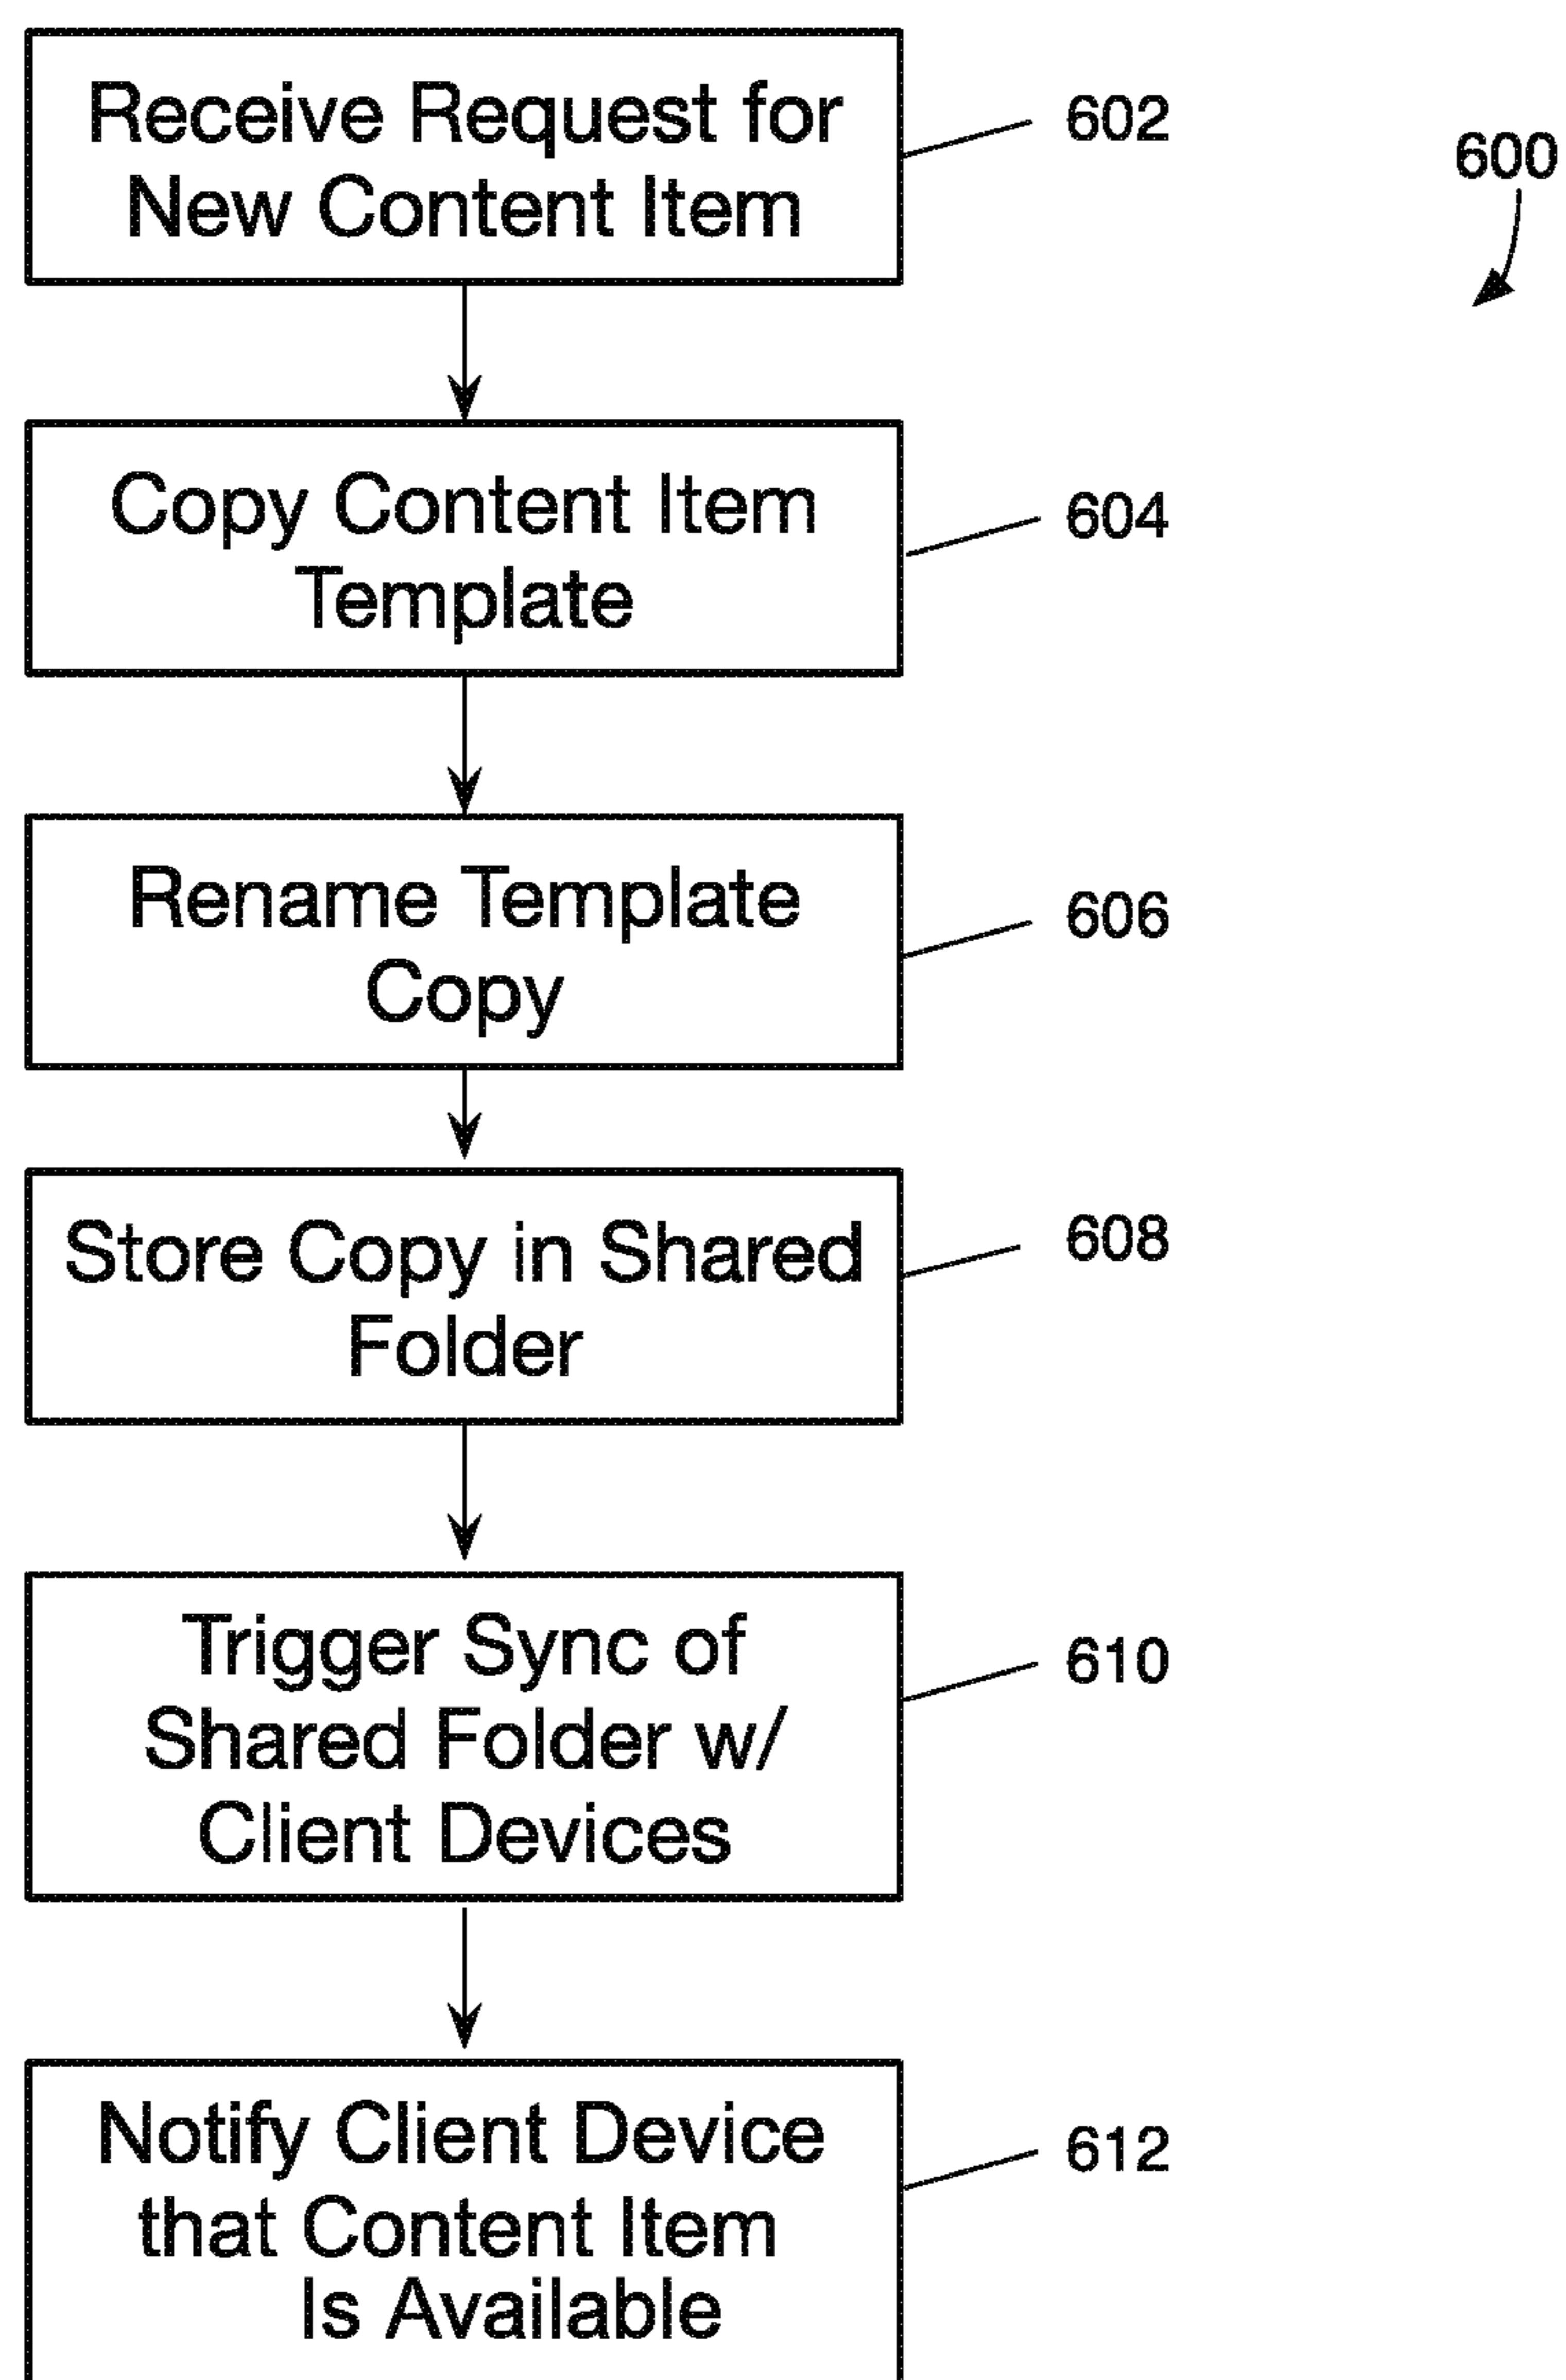 Receive Request for
New Content Item
602
600
Copy Content Item
Template
604
Rename Template
Copy
606
Store Copy in Shared
Folder
608
Trigger Sync of
Shared Folder w/
Client Devices
610
Notify Client Device
that Content Item
Is Available
612